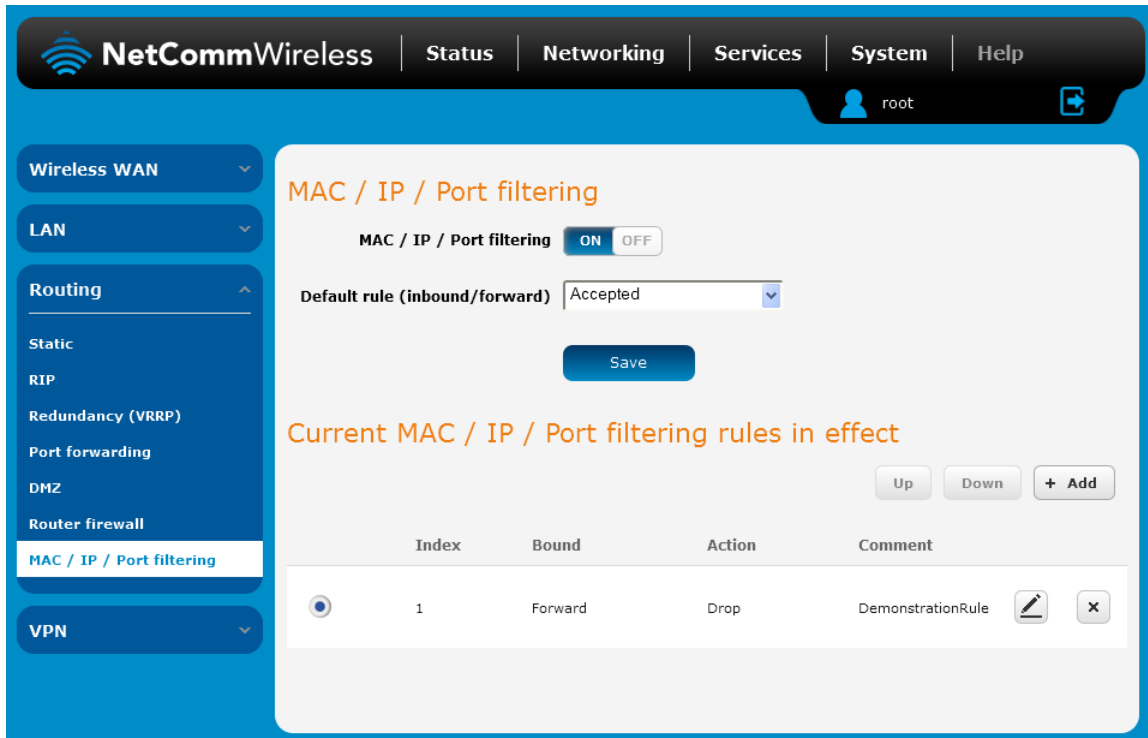 NetCommWireless Status Networking Services System Help
root
Wireless WAN
LAN
Routing
Static
RIP
Redundancy (VRRP)
Port forwarding
DMZ
Router firewall
MAC / IP / Port filtering
VPN
MAC / IP / Port filtering
MAC / IP / Port filtering ON OFF
Default rule (inbound/forward) Accepted
Save
Current MAC / IP / Port filtering rules in effect
Up Down + Add
Index Bound Action Comment
1 Forward Drop DemonstrationRule